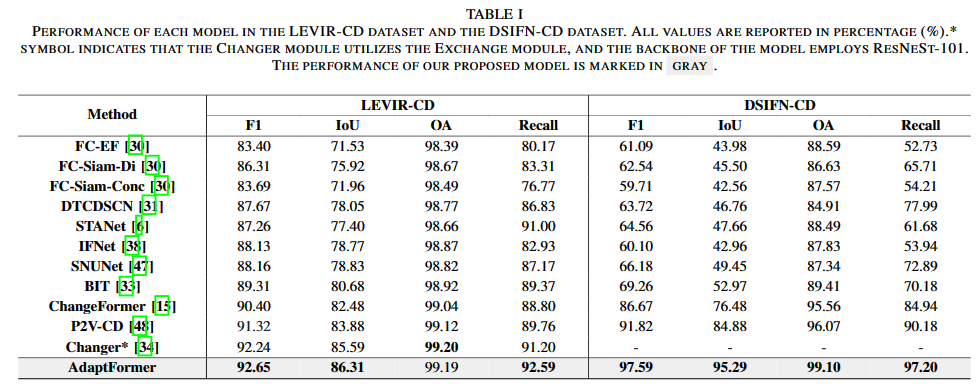 TABLE I
PERFORMANCE OF EACH MODEL IN THE LEVIR-CD DATASET AND THE DSIFN-CD DATASET. ALL VALUES ARE REPORTED IN PERCENTAGE (%).*
SYMBOL INDICATES THAT THE CHANGER MODULE UTILIZES THE EXCHANGE MODULE, AND THE BACKBONE OF THE MODEL EMPLOYS RESNEST-101.
THE PERFORMANCE OF OUR PROPOSED MODEL IS MARKED IN GRAY .
Method LEVIR-CD DSIFN-CD
F1 IoU OA Recall F1 IoU OA Recall
FC-EF [30] 83.40 71.53 98.39 80.17 61.09 43.98 88.59 52.73
FC-Siam-Di [30] 86.31 75.92 98.67 83.31 62.54 45.50 86.63 65.71
FC-Siam-Conc [30] 83.69 71.96 98.49 76.77 59.71 42.56 87.57 54.21
DTCDSCN [31] 87.67 78.05 98.77 86.83 63.72 46.76 84.91 77.99
STANet [6] 87.26 77.40 98.66 91.00 64.56 47.66 88.49 61.68
IFNet [38] 88.13 78.77 98.87 82.93 60.10 42.96 87.83 53.94
SNUNet [47] 88.16 78.83 98.82 87.17 66.18 49.45 87.34 72.89
BIT [33] 89.31 80.68 98.92 89.37 69.26 52.97 89.41 70.18
ChangeFormer [15] 90.40 82.48 99.04 88.80 86.67 76.48 95.56 84.94
P2V-CD [48] 91.32 83.88 99.12 89.76 91.82 84.88 96.07 90.18
Changer* [34] 92.24 85.59 99.20 91.20 - - - -
AdaptFormer 92.65 86.31 99.19 92.59 97.59 95.29 99.10 97.20